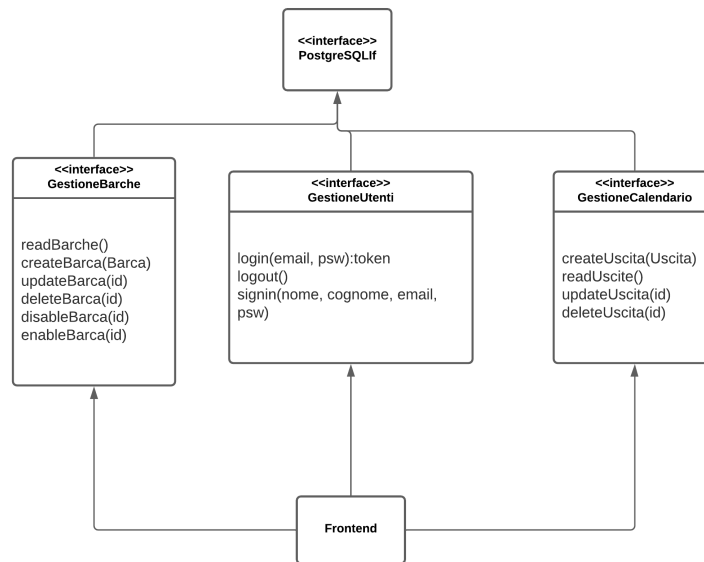 <<interface>>
PostgreSQLIf
<<interface>>
GestioneBarche
readBarche()
createBarca(Barca)
updateBarca(id)
deleteBarca(id)
disableBarca(id)
enableBarca(id)
<<interface>>
GestioneUtenti
login(email, psw):token
logout()
signin(nome, cognome, email,
psw)
<<interface>>
GestioneCalendario
createUscita(Uscita)
readUscite()
updateUscita(id)
deleteUscita(id)
Frontend